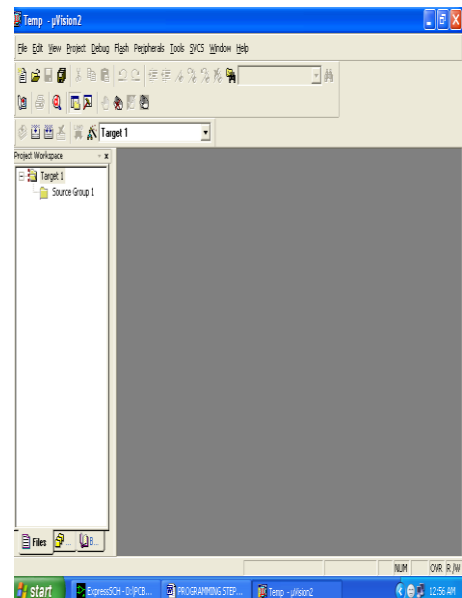 Temp - µVision2
File Edit View Project Debug Flash Peripherals Tools SVCS Window Help
Target 1
Project Workspace
Target 1
Source Group 1
Files
B...
NUM OVR R/W
start ExpressSCH - D:\PCB... PROGRAMMING STEP... Temp - µVision2 12:56 AM